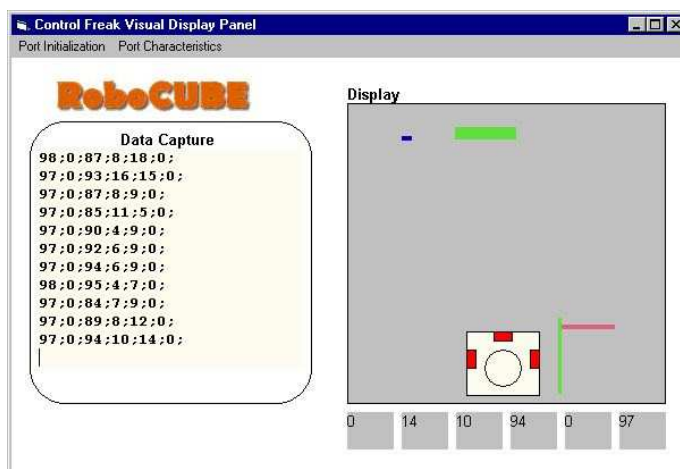 Control Freak Visual Display Panel
Port Initialization Port Characteristics
RoboCUBE
Display
Data Capture
98;0;87;8;18;0;
97;0;93;16;15;0;
97;0;87;8;9;0;
97;0;85;11;5;0;
97;0;90;4;9;0;
97;0;92;6;9;0;
97;0;94;6;9;0;
98;0;95;4;7;0;
97;0;84;7;9;0;
97;0;89;8;12;0;
97;0;94;10;14;0;
0 14 10 94 0 97